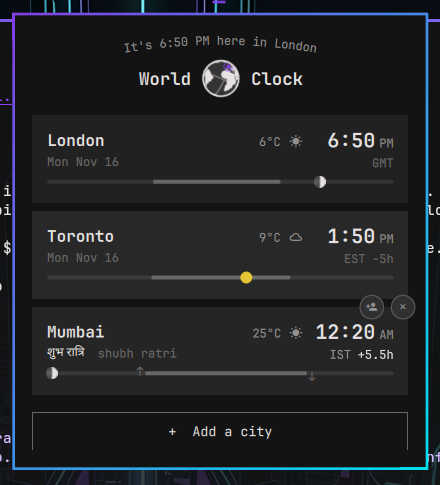 It's 6:50 PM here in London
World Clock
London 6°C 6:50 PM
Mon Nov 16 GMT
Toronto 9°C 1:50 PM
Mon Nov 16 EST -5h
Mumbai 25°C 12:20 AM
शुभ रात्रि shubh ratri IST +5.5h
+ Add a city